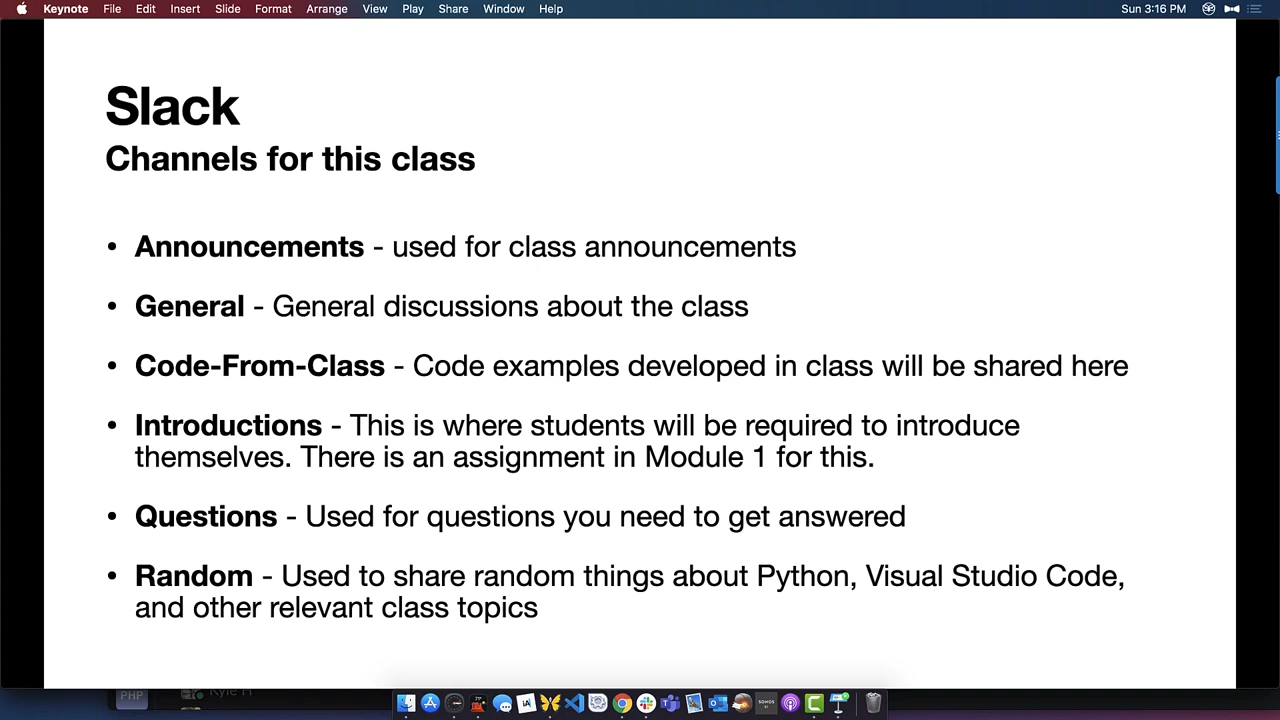 Keynote File Edit Insert Slide Format Arrange View Play Share Window Help Sun 3:16 PM
Slack
Channels for this class
• Announcements - used for class announcements
• General - General discussions about the class
• Code-From-Class - Code examples developed in class will be shared here
• Introductions - This is where students will be required to introduce
themselves. There is an assignment in Module 1 for this.
• Questions - Used for questions you need to get answered
• Random - Used to share random things about Python, Visual Studio Code,
and other relevant class topics
PHP
Kyle H
iA
SONOS